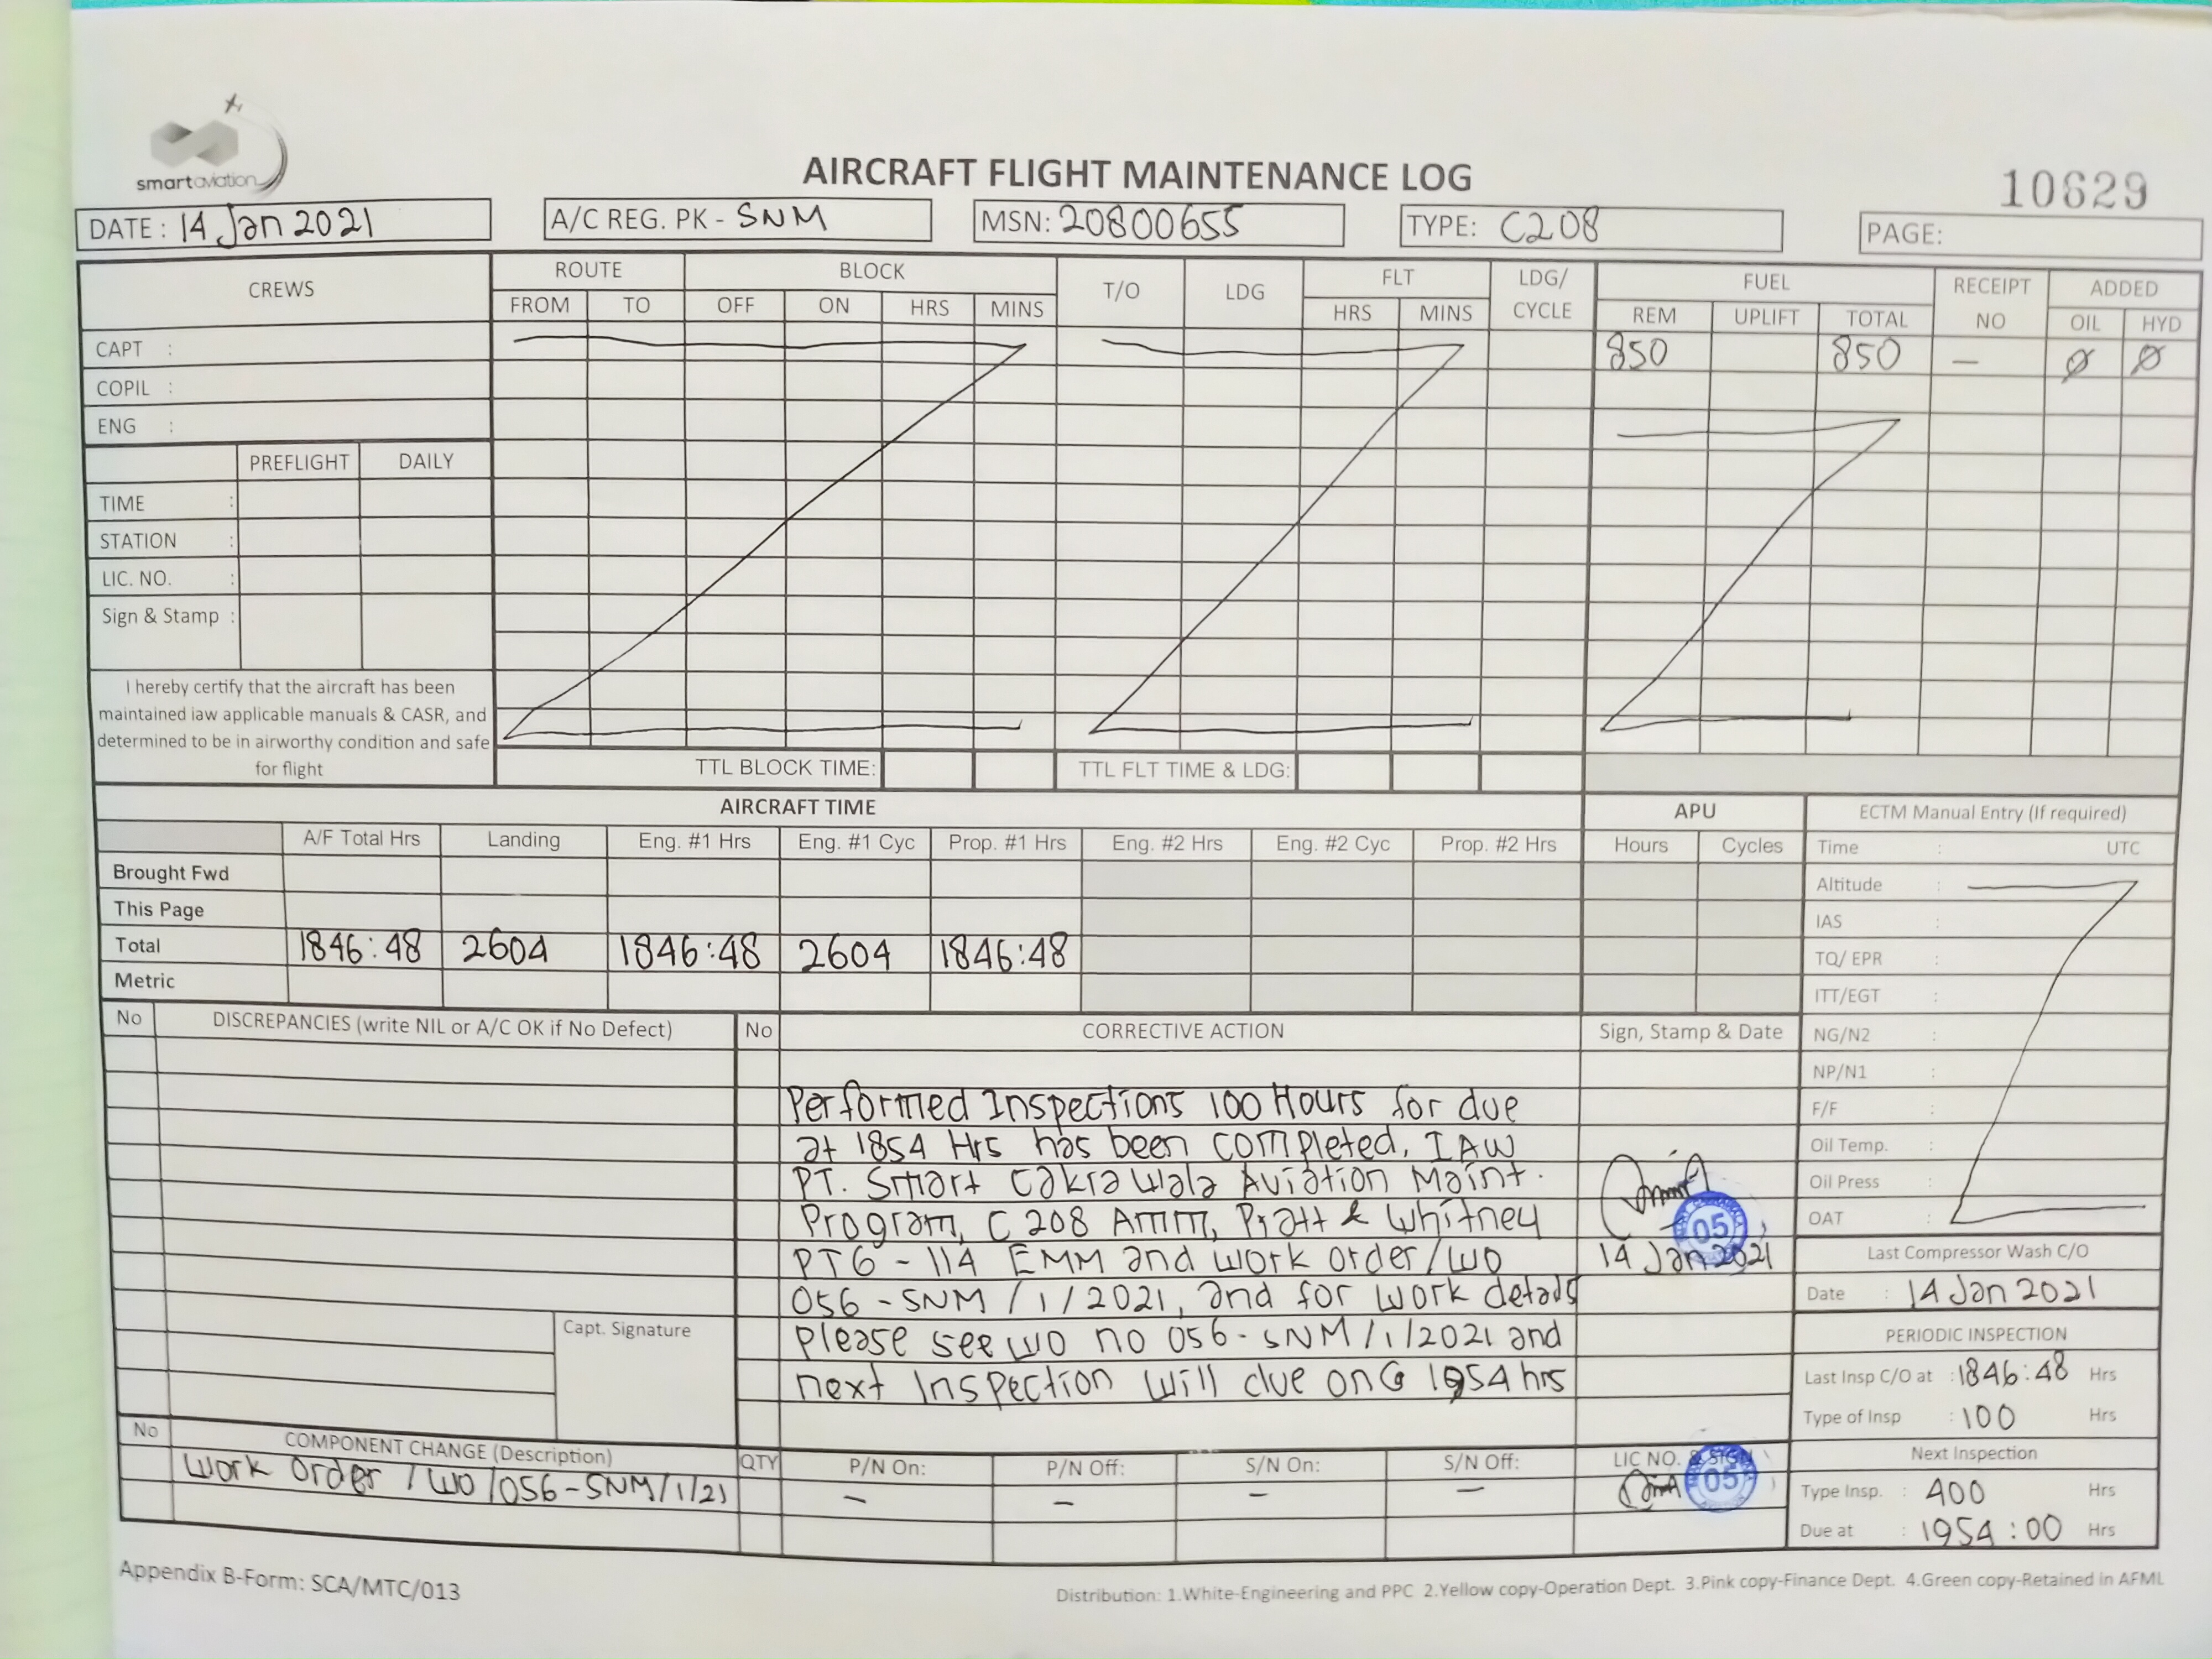 smartaviation
AIRCRAFT FLIGHT MAINTENANCE LOG
10629
DATE : 14 Jan 2021
A/C REG. PK - SNM
MSN: 20800655
TYPE: C208
PAGE:
CREWS
ROUTE
BLOCK
T/O
LDG
FLT
LDG/
CYCLE
FUEL
RECEIPT
NO
ADDED
FROM TO OFF ON HRS MINS
HRS MINS
REM UPLIFT TOTAL
OIL HYD
CAPT :
850 850 — Ø Ø
COPIL :
ENG :
PREFLIGHT DAILY
TIME :
STATION :
LIC. NO. :
Sign & Stamp :
I hereby certify that the aircraft has been
maintained iaw applicable manuals & CASR, and
determined to be in airworthy condition and safe
for flight
TTL BLOCK TIME:
TTL FLT TIME & LDG:
AIRCRAFT TIME
APU
ECTM Manual Entry (If required)
A/F Total Hrs Landing Eng. #1 Hrs Eng. #1 Cyc Prop. #1 Hrs Eng. #2 Hrs Eng. #2 Cyc Prop. #2 Hrs Hours Cycles
Time : UTC
Brought Fwd
Altitude :
This Page
IAS :
Total 1846:48 2604 1846:48 2604 1846:48
TQ/ EPR :
Metric
ITT/EGT :
No DISCREPANCIES (write NIL or A/C OK if No Defect)
No CORRECTIVE ACTION
Sign, Stamp & Date
NG/N2 :
NP/N1 :
F/F :
Oil Temp. :
Oil Press :
OAT :
Performed Inspections 100 Hours for due
at 1854 Hrs has been completed, IAW
PT. Smart Cakrawala Aviation Maint.
Program, C 208 AMM, Pratt & Whitney
PT6 - 114 EMM and work order/WO
056 - SNM / 1 / 2021, and for work details
please see WO no 056 - SNM / 1 / 2021 and
next Inspection will due on @ 1954 hrs
05
14 Jan 2021
Last Compressor Wash C/O
Date : 14 Jan 2021
Capt. Signature
PERIODIC INSPECTION
Last Insp C/O at : 1846:48 Hrs
Type of Insp : 100 Hrs
Next Inspection
Type Insp. : 400 Hrs
Due at : 1954 : 00 Hrs
No COMPONENT CHANGE (Description) QTY P/N On: P/N Off: S/N On: S/N Off: LIC NO. & SIGN
Work Order / WO /056-SNM/1/21 — — — — 05
Appendix B-Form: SCA/MTC/013
Distribution: 1.White-Engineering and PPC 2.Yellow copy-Operation Dept. 3.Pink copy-Finance Dept. 4.Green copy-Retained in AFML